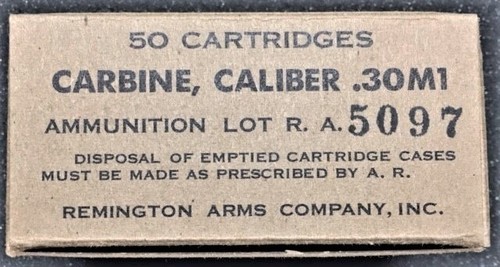 50 CARTRIDGES
CARBINE, CALIBER .30M1
AMMUNITION LOT R. A. 5097
DISPOSAL OF EMPTIED CARTRIDGE CASES
MUST BE MADE AS PRESCRIBED BY A. R.
REMINGTON ARMS COMPANY, INC.